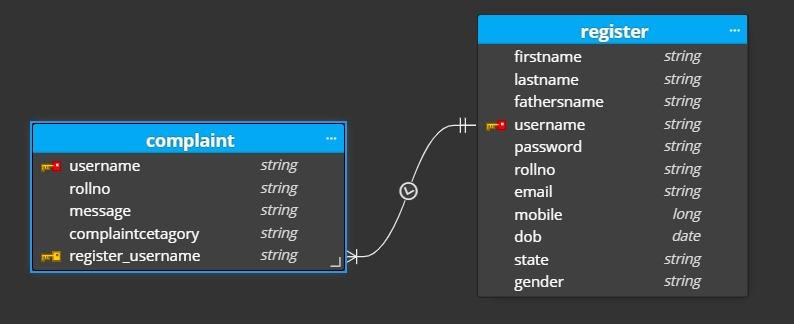 complaint ...
username string
rollno string
message string
complaintcetagory string
register_username string
register ...
firstname string
lastname string
fathersname string
username string
password string
rollno string
email string
mobile long
dob date
state string
gender string